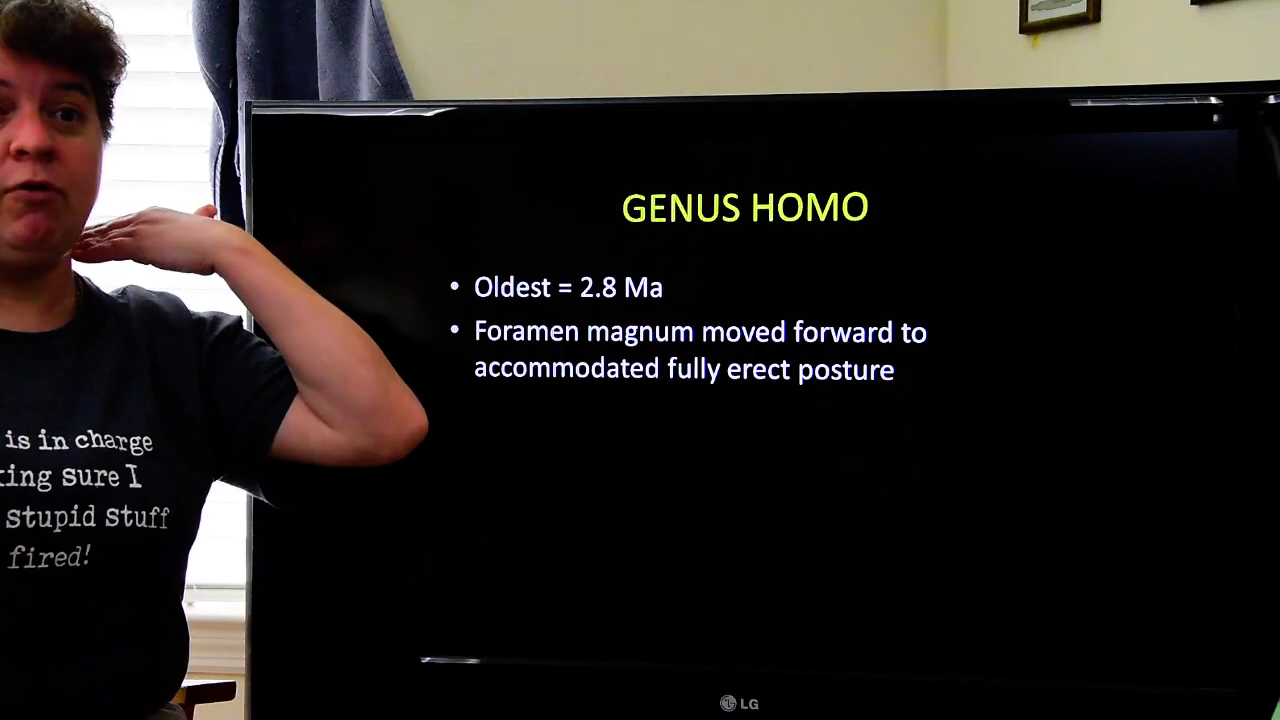 GENUS HOMO
• Oldest = 2.8 Ma
• Foramen magnum moved forward to
accommodated fully erect posture
is in charge
king sure I
stupid stuff
fired!
LG